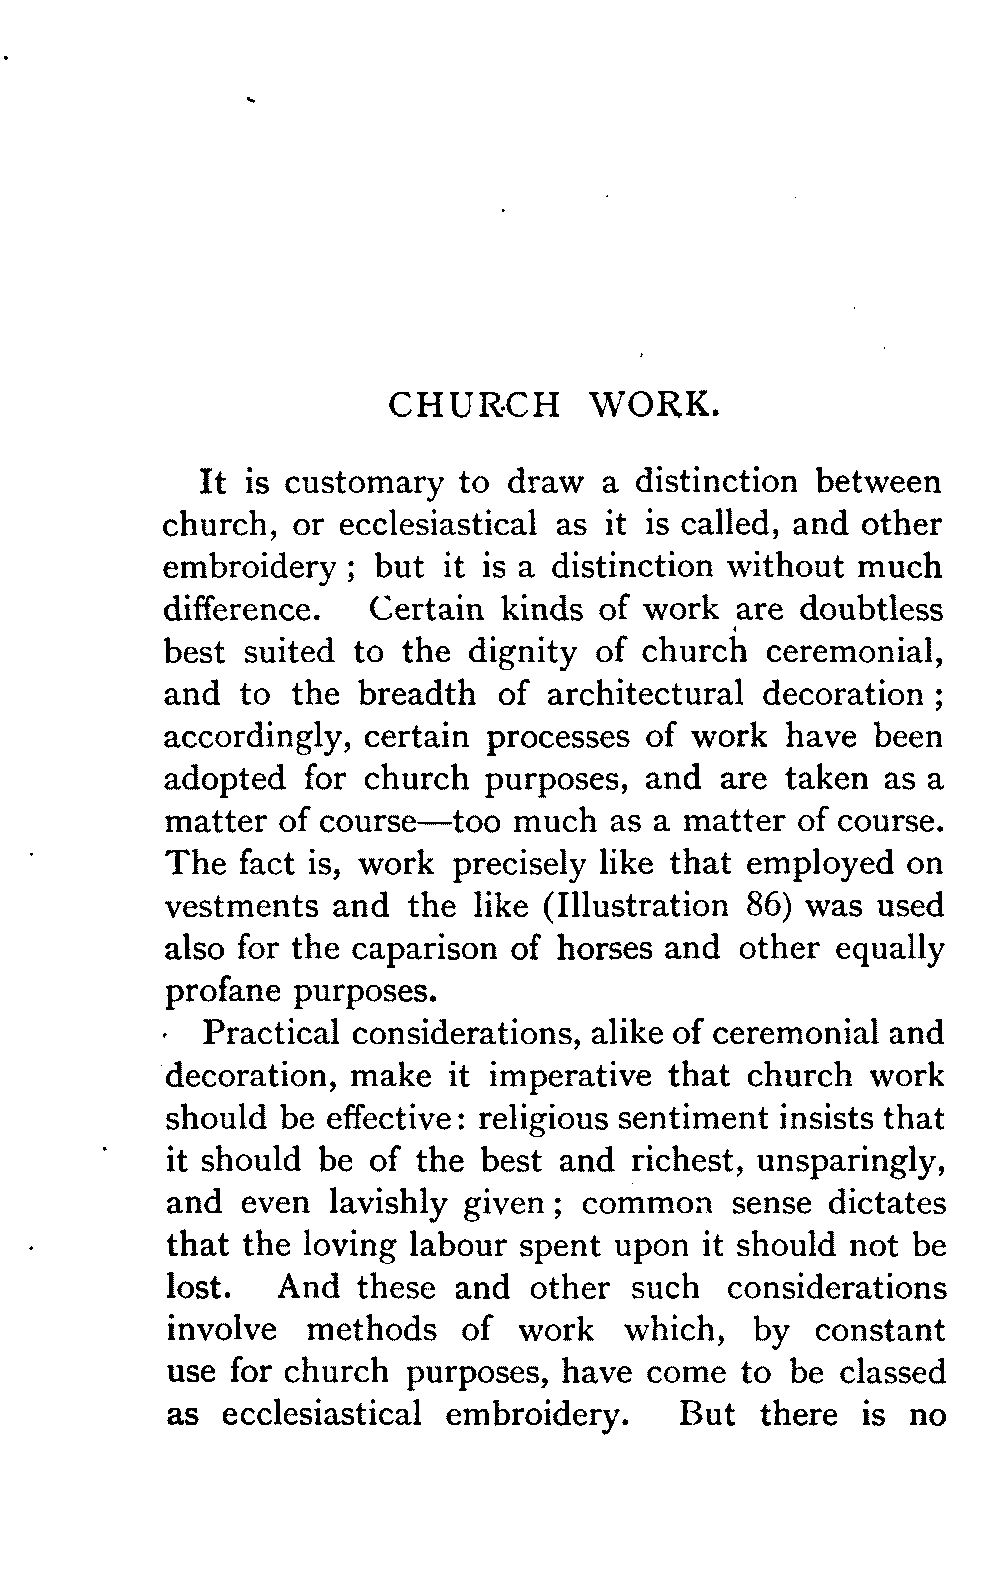 CHURCH WORK.
It is customary to draw a distinction between
church, or ecclesiastical as it is called, and other
embroidery ; but it is a distinction without much
difference. Certain kinds of work are doubtless
best suited to the dignity of church ceremonial,
and to the breadth of architectural decoration ;
accordingly, certain processes of work have been
adopted for church purposes, and are taken as a
matter of course—too much as a matter of course.
The fact is, work precisely like that employed on
vestments and the like (Illustration 86) was used
also for the caparison of horses and other equally
profane purposes.
Practical considerations, alike of ceremonial and
decoration, make it imperative that church work
should be effective: religious sentiment insists that
it should be of the best and richest, unsparingly,
and even lavishly given ; common sense dictates
that the loving labour spent upon it should not be
lost. And these and other such considerations
involve methods of work which, by constant
use for church purposes, have come to be classed
as ecclesiastical embroidery. But there is no